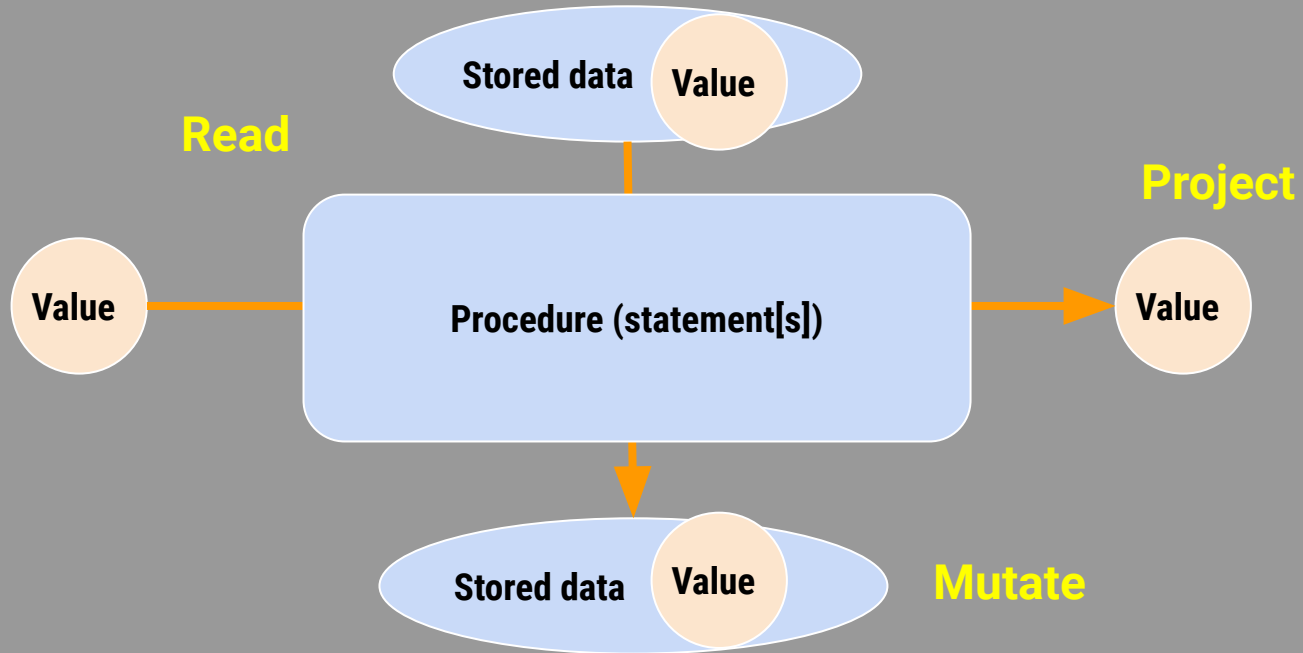 Stored data
Value
Read
Project
Value
Procedure (statement[s])
Value
Stored data
Value
Mutate